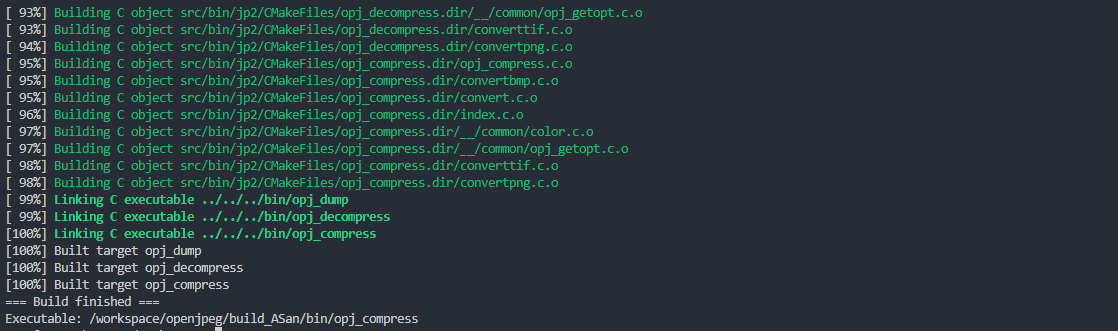 [ 93%] Building C object src/bin/jp2/CMakeFiles/opj_decompress.dir/__/common/opj_getopt.c.o
[ 93%] Building C object src/bin/jp2/CMakeFiles/opj_decompress.dir/converttif.c.o
[ 94%] Building C object src/bin/jp2/CMakeFiles/opj_decompress.dir/convertpng.c.o
[ 95%] Building C object src/bin/jp2/CMakeFiles/opj_compress.dir/opj_compress.c.o
[ 95%] Building C object src/bin/jp2/CMakeFiles/opj_compress.dir/convertbmp.c.o
[ 95%] Building C object src/bin/jp2/CMakeFiles/opj_compress.dir/convert.c.o
[ 96%] Building C object src/bin/jp2/CMakeFiles/opj_compress.dir/index.c.o
[ 97%] Building C object src/bin/jp2/CMakeFiles/opj_compress.dir/__/common/color.c.o
[ 97%] Building C object src/bin/jp2/CMakeFiles/opj_compress.dir/__/common/opj_getopt.c.o
[ 98%] Building C object src/bin/jp2/CMakeFiles/opj_compress.dir/converttif.c.o
[ 98%] Building C object src/bin/jp2/CMakeFiles/opj_compress.dir/convertpng.c.o
[ 99%] Linking C executable ../../../bin/opj_dump
[ 99%] Linking C executable ../../../bin/opj_decompress
[100%] Linking C executable ../../../bin/opj_compress
[100%] Built target opj_dump
[100%] Built target opj_decompress
[100%] Built target opj_compress
=== Build finished ===
Executable: /workspace/openjpeg/build_ASan/bin/opj_compress